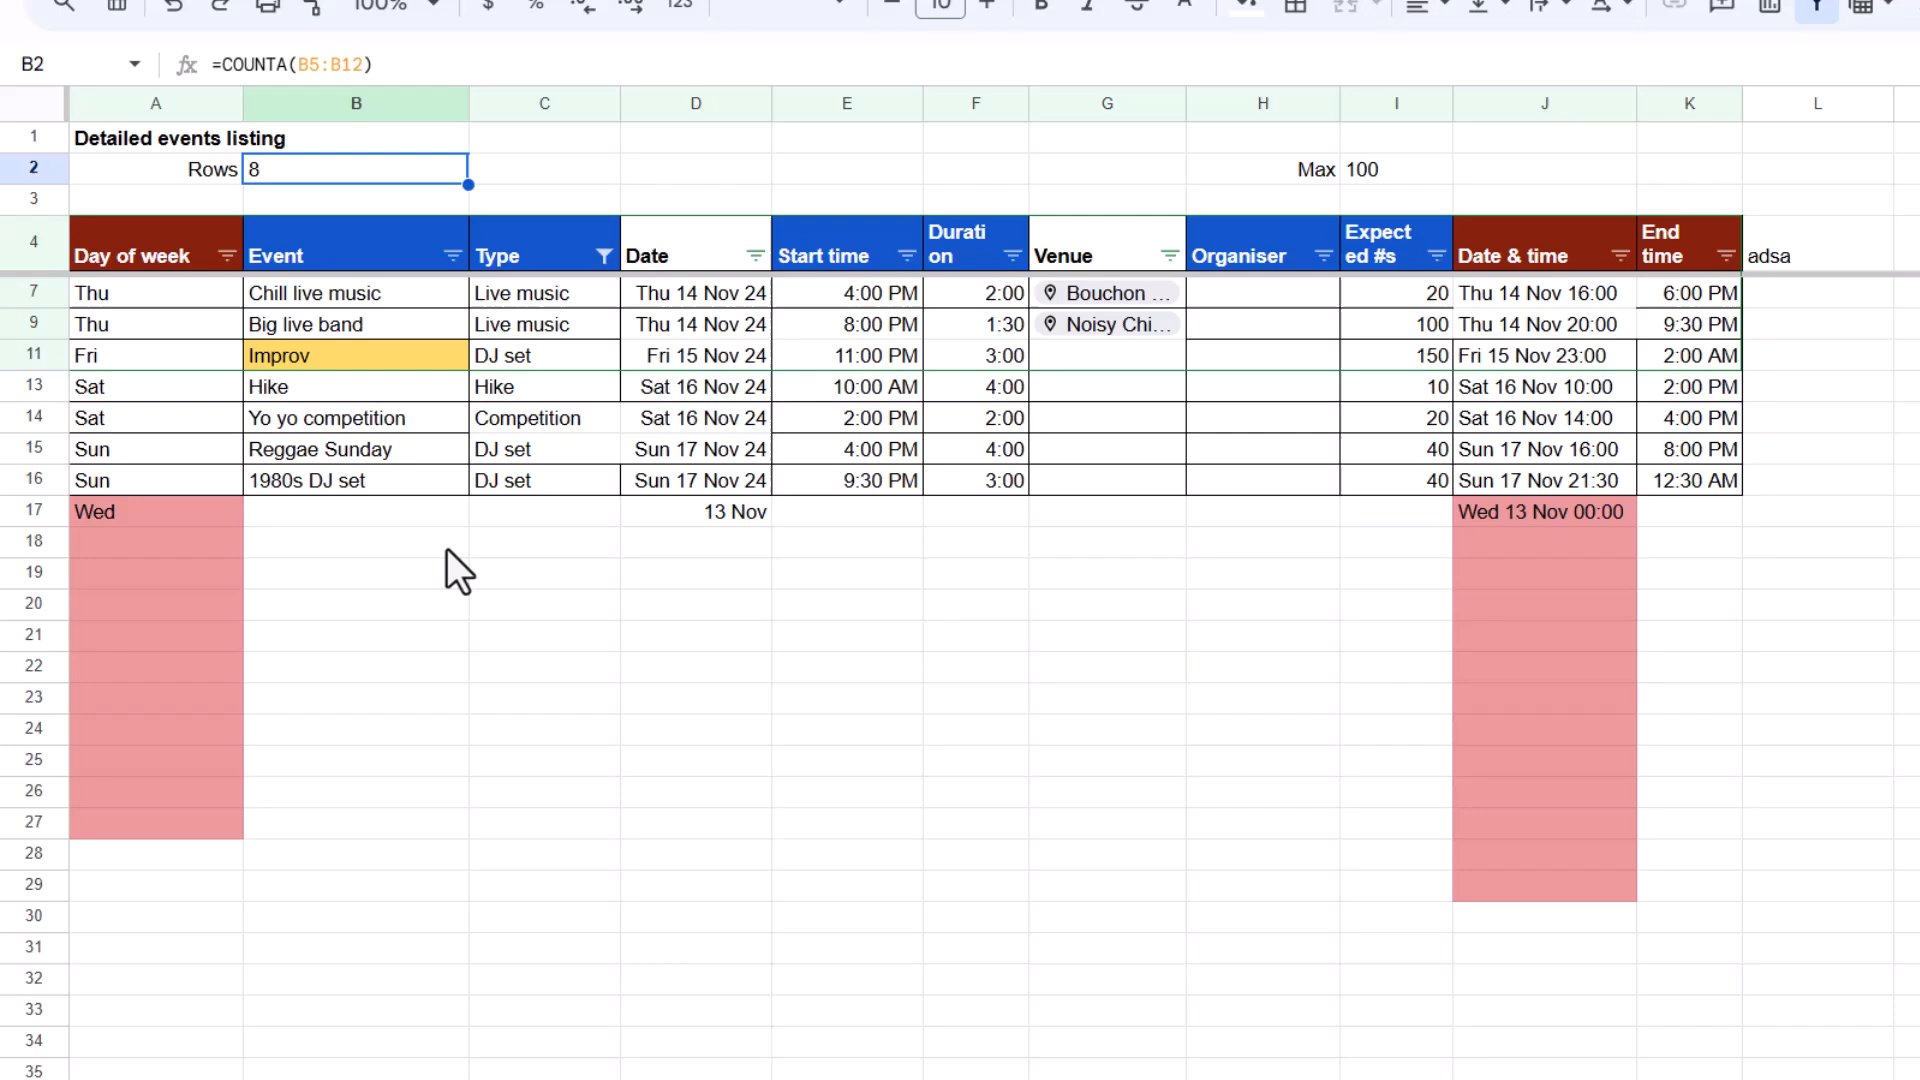 100%
$ % 123
10
B2 fx =COUNTA(B5:B12)
A B C D E F G H I J K L
1 Detailed events listing
2 Rows 8 Max 100
3
4 Day of week Event Type Date Start time Durati on Venue Organiser Expect ed #s Date & time End time adsa
7 Thu Chill live music Live music Thu 14 Nov 24 4:00 PM 2:00 Bouchon ... 20 Thu 14 Nov 16:00 6:00 PM
9 Thu Big live band Live music Thu 14 Nov 24 8:00 PM 1:30 Noisy Chi... 100 Thu 14 Nov 20:00 9:30 PM
11 Fri Improv DJ set Fri 15 Nov 24 11:00 PM 3:00 150 Fri 15 Nov 23:00 2:00 AM
13 Sat Hike Hike Sat 16 Nov 24 10:00 AM 4:00 10 Sat 16 Nov 10:00 2:00 PM
14 Sat Yo yo competition Competition Sat 16 Nov 24 2:00 PM 2:00 20 Sat 16 Nov 14:00 4:00 PM
15 Sun Reggae Sunday DJ set Sun 17 Nov 24 4:00 PM 4:00 40 Sun 17 Nov 16:00 8:00 PM
16 Sun 1980s DJ set DJ set Sun 17 Nov 24 9:30 PM 3:00 40 Sun 17 Nov 21:30 12:30 AM
17 Wed 13 Nov Wed 13 Nov 00:00
18
19
20
21
22
23
24
25
26
27
28
29
30
31
32
33
34
35